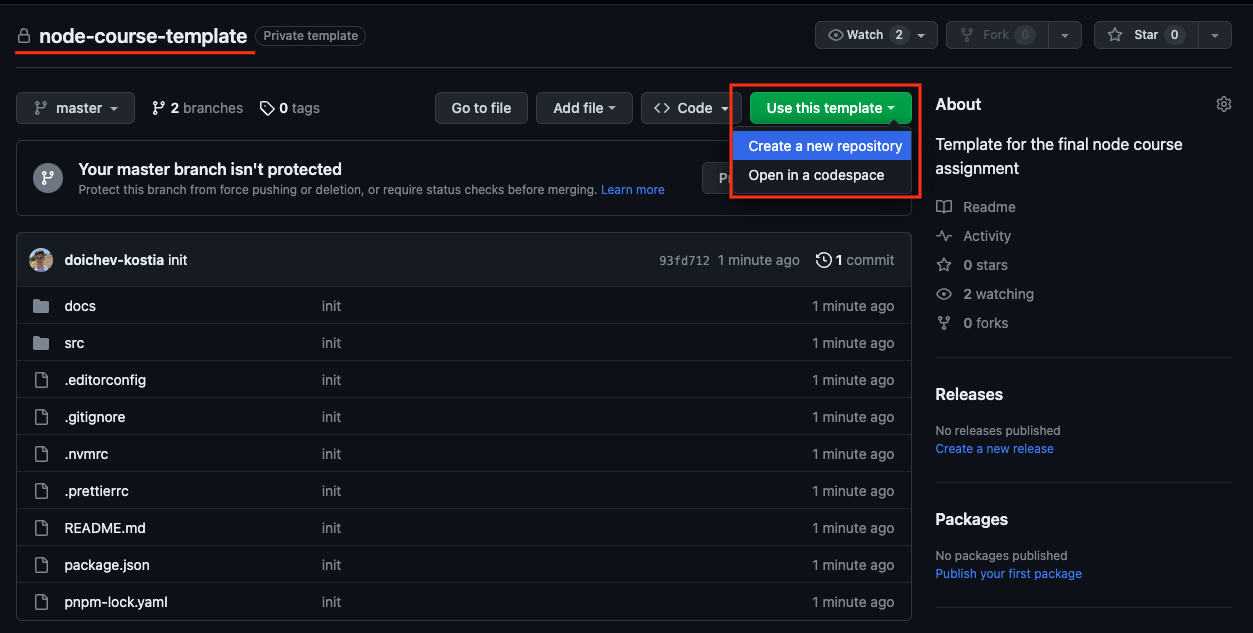 node-course-template Private template Watch 2 Fork 0 Star 0
master 2 branches 0 tags Go to file Add file Code Use this template
Create a new repository
Open in a codespace
Your master branch isn't protected
Protect this branch from force pushing or deletion, or require status checks before merging. Learn more
doichev-kostia init 93fd712 1 minute ago 1 commit
docs init 1 minute ago
src init 1 minute ago
.editorconfig init 1 minute ago
.gitignore init 1 minute ago
.nvmrc init 1 minute ago
.prettierrc init 1 minute ago
README.md init 1 minute ago
package.json init 1 minute ago
pnpm-lock.yaml init 1 minute ago
About
Template for the final node course
assignment
Readme
Activity
0 stars
2 watching
0 forks
Releases
No releases published
Create a new release
Packages
No packages published
Publish your first package